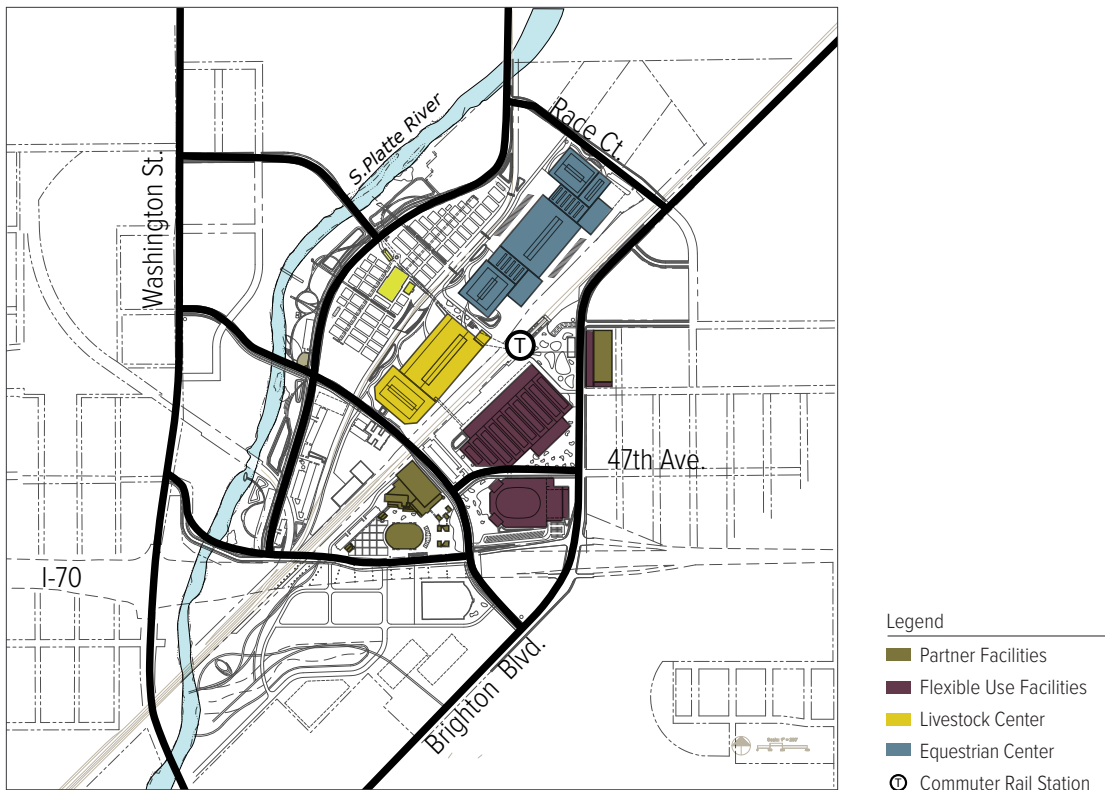 Race Ct.
S.Platte River
Washington St.
T
47th Ave.
I-70
Brighton Blvd.
Legend
Partner Facilities
Flexible Use Facilities
Livestock Center
Equestrian Center
T Commuter Rail Station